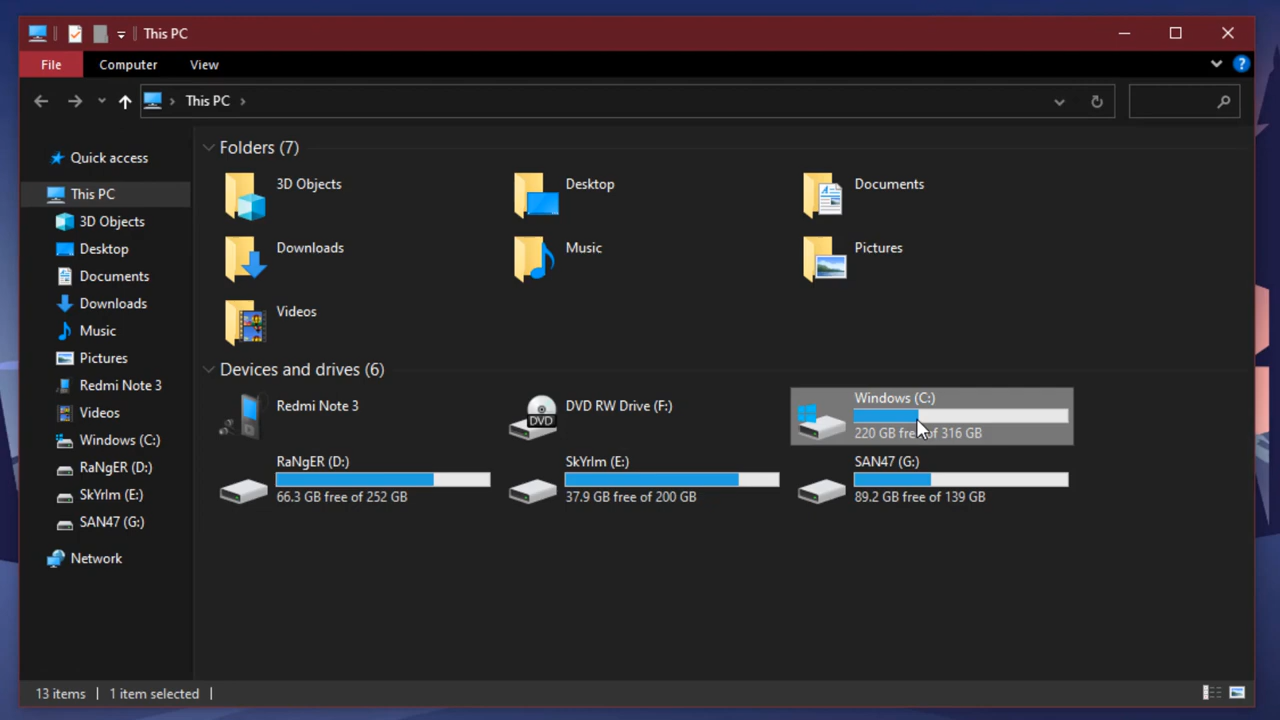 This PC
File Computer View
This PC
Quick access
This PC
3D Objects
Desktop
Documents
Downloads
Music
Pictures
Redmi Note 3
Videos
Windows (C:)
RaNgER (D:)
SkYrIm (E:)
SAN47 (G:)
Network
Folders (7)
3D Objects
Desktop
Documents
Downloads
Music
Pictures
Videos
Devices and drives (6)
Redmi Note 3
DVD RW Drive (F:)
DVD
Windows (C:)
220 GB free of 316 GB
RaNgER (D:)
66.3 GB free of 252 GB
SkYrIm (E:)
37.9 GB free of 200 GB
SAN47 (G:)
89.2 GB free of 139 GB
13 items 1 item selected